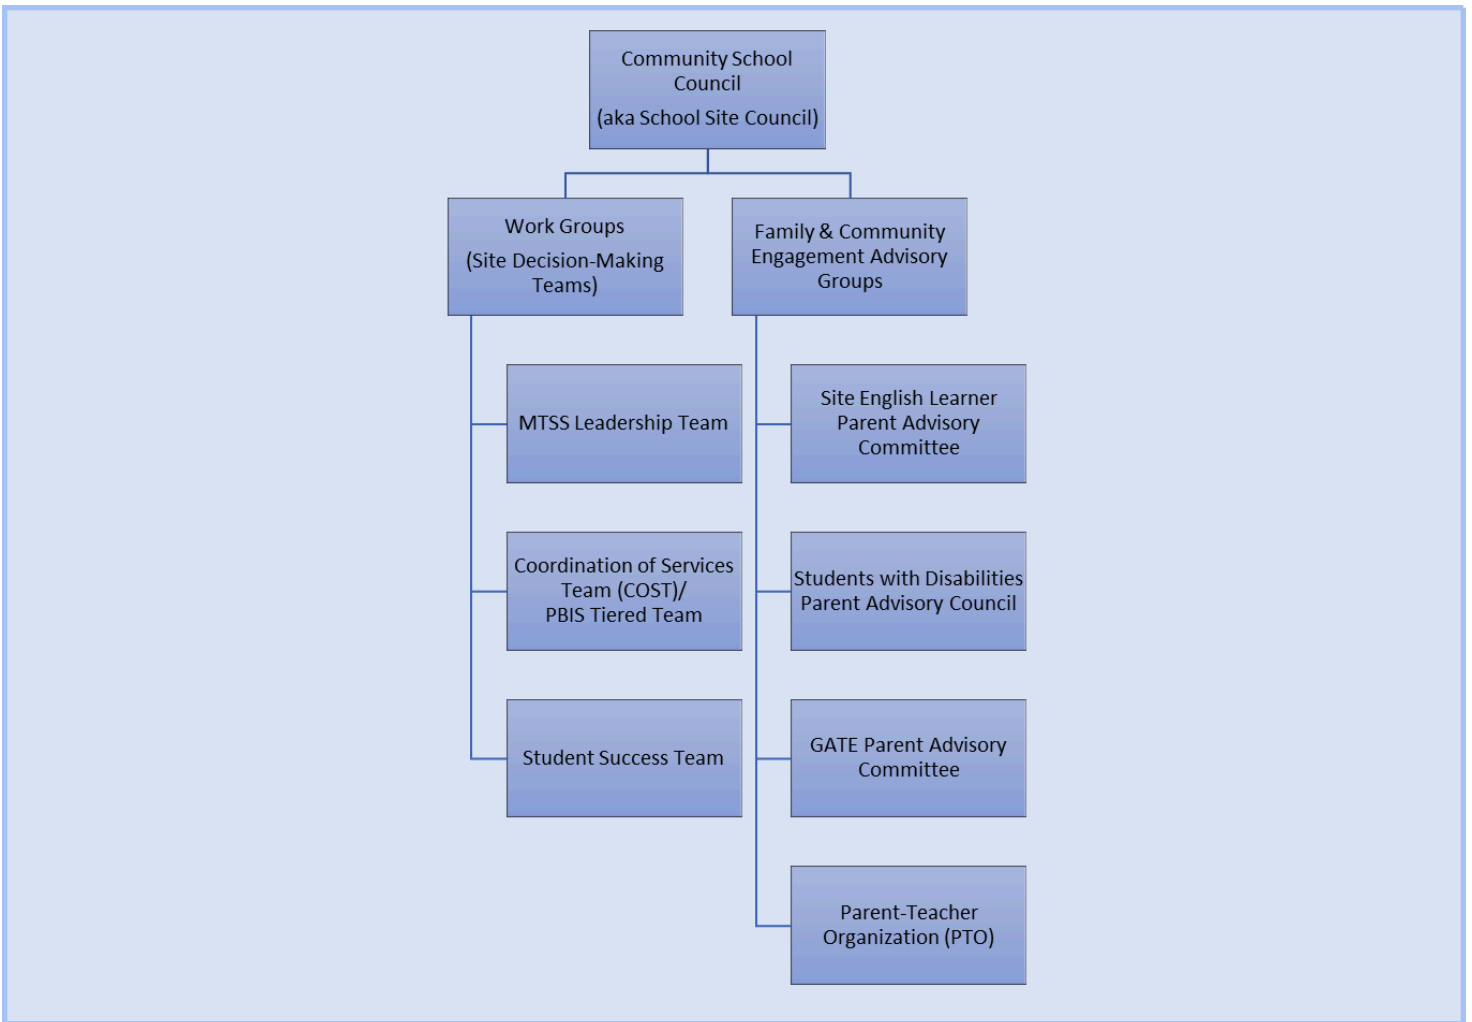 Community School
Council
(aka School Site Council)
Work Groups
(Site Decision-Making
Teams)
Family & Community
Engagement Advisory
Groups
MTSS Leadership Team
Site English Learner
Parent Advisory
Committee
Coordination of Services
Team (COST)/
PBIS Tiered Team
Students with Disabilities
Parent Advisory Council
Student Success Team
GATE Parent Advisory
Committee
Parent-Teacher
Organization (PTO)